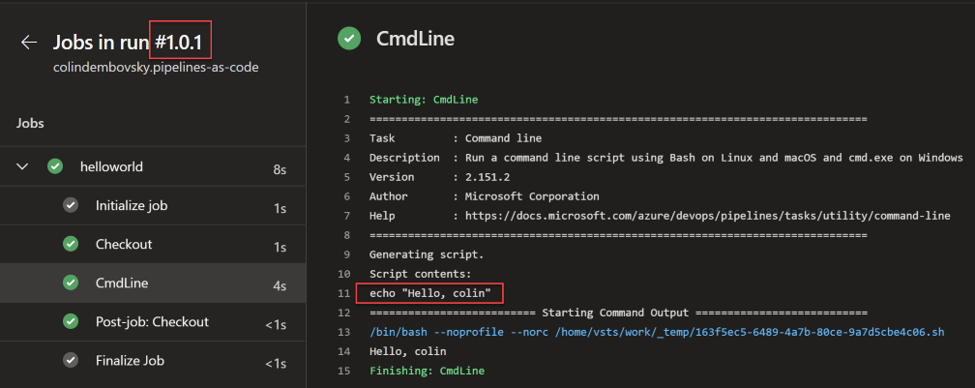 Jobs in run #1.0.1
colindembovsky.pipelines-as-code
Jobs
helloworld 8s
Initialize job 1s
Checkout 1s
CmdLine 4s
Post-job: Checkout <1s
Finalize Job <1s
CmdLine
1 Starting: CmdLine
2 ==============================================================================
3 Task         : Command line
4 Description  : Run a command line script using Bash on Linux and macOS and cmd.exe on Windows
5 Version      : 2.151.2
6 Author       : Microsoft Corporation
7 Help         : https://docs.microsoft.com/azure/devops/pipelines/tasks/utility/command-line
8 ==============================================================================
9 Generating script.
10 Script contents:
11 echo "Hello, colin"
12 ========================== Starting Command Output ===========================
13 /bin/bash --noprofile --norc /home/vsts/work/_temp/163f5ec5-6489-4a7b-80ce-9a7d5cbe4c06.sh
14 Hello, colin
15 Finishing: CmdLine